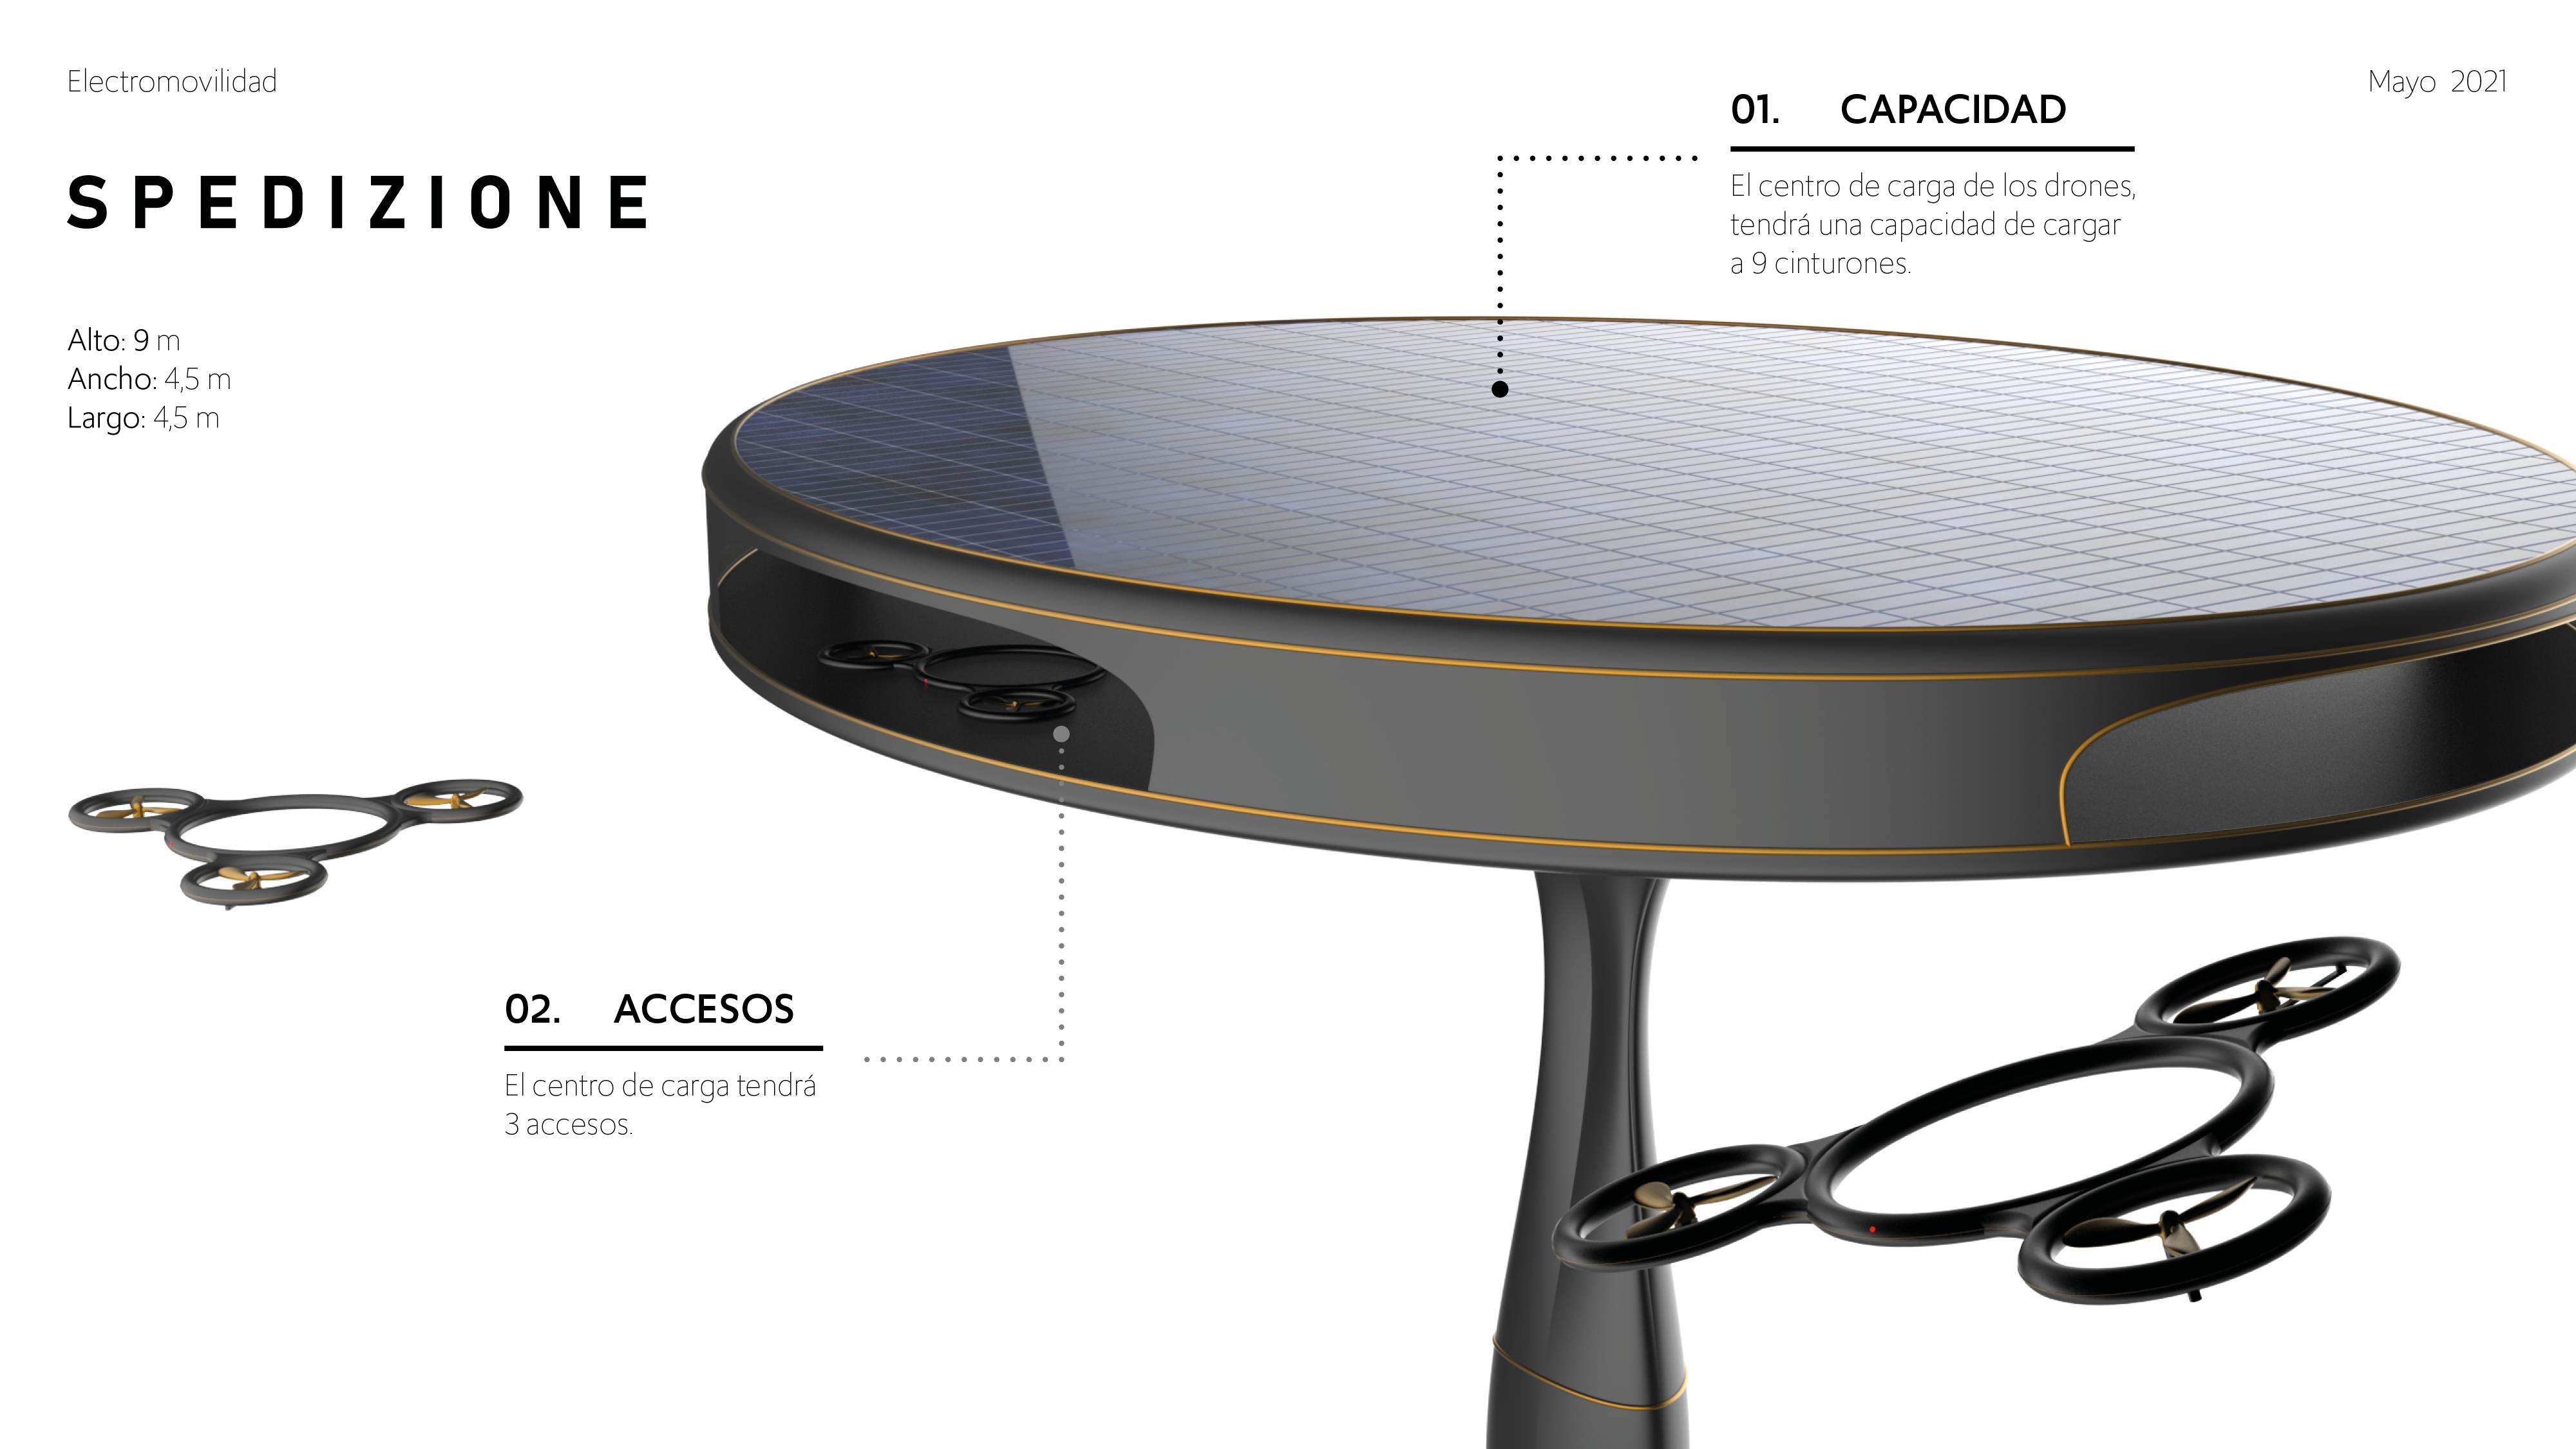 Electromovilidad
Mayo 2021
SPEDIZIONE
Alto: 9 m
Ancho: 4,5 m
Largo: 4,5 m
01. CAPACIDAD
El centro de carga de los drones,
tendrá una capacidad de cargar
a 9 cinturones.
02. ACCESOS
El centro de carga tendrá
3 accesos.